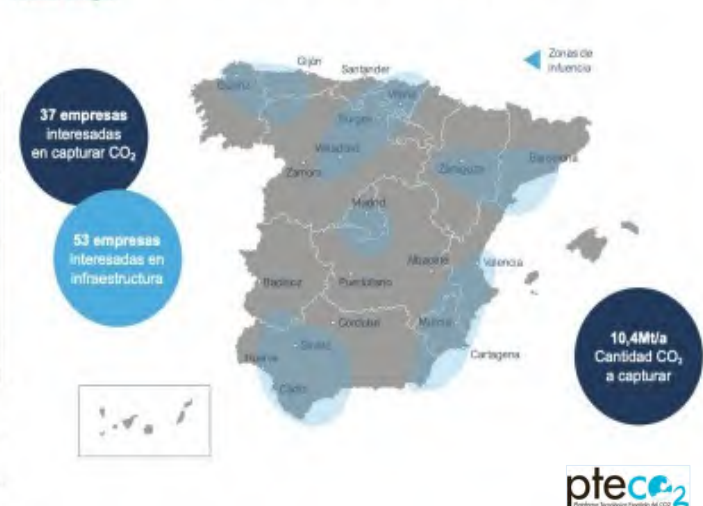 Gijón
Santander
Zonas de
influencia
Vitoria
37 empresas
interesadas
en capturar CO₂
Burgos
Valladolid
Zamora
Zaragoza
Barcelona
Madrid
53 empresas
interesadas en
infraestructura
Albacete
Valencia
Badajoz
Puertollano
Córdoba
Murcia
Cartagena
Huelva
Cádiz
10,4Mt/a
Cantidad CO₂
a capturar
pteco2